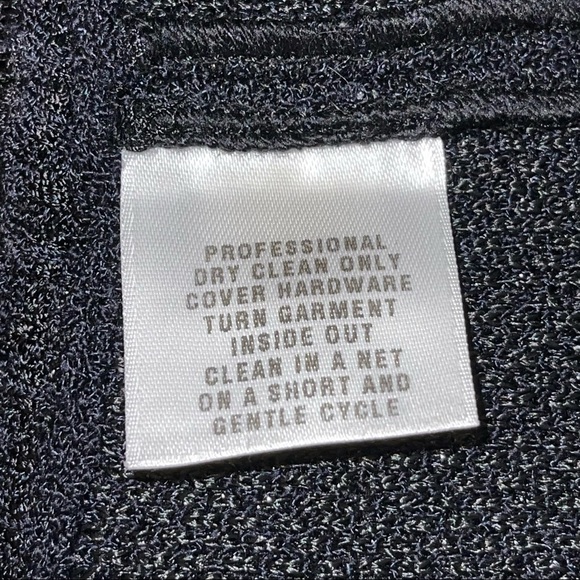 PROFESSIONAL
DRY CLEAN ONLY
COVER HARDWARE
TURN GARMENT
INSIDE OUT
CLEAN IN A NET
ON A SHORT AND
GENTLE CYCLE